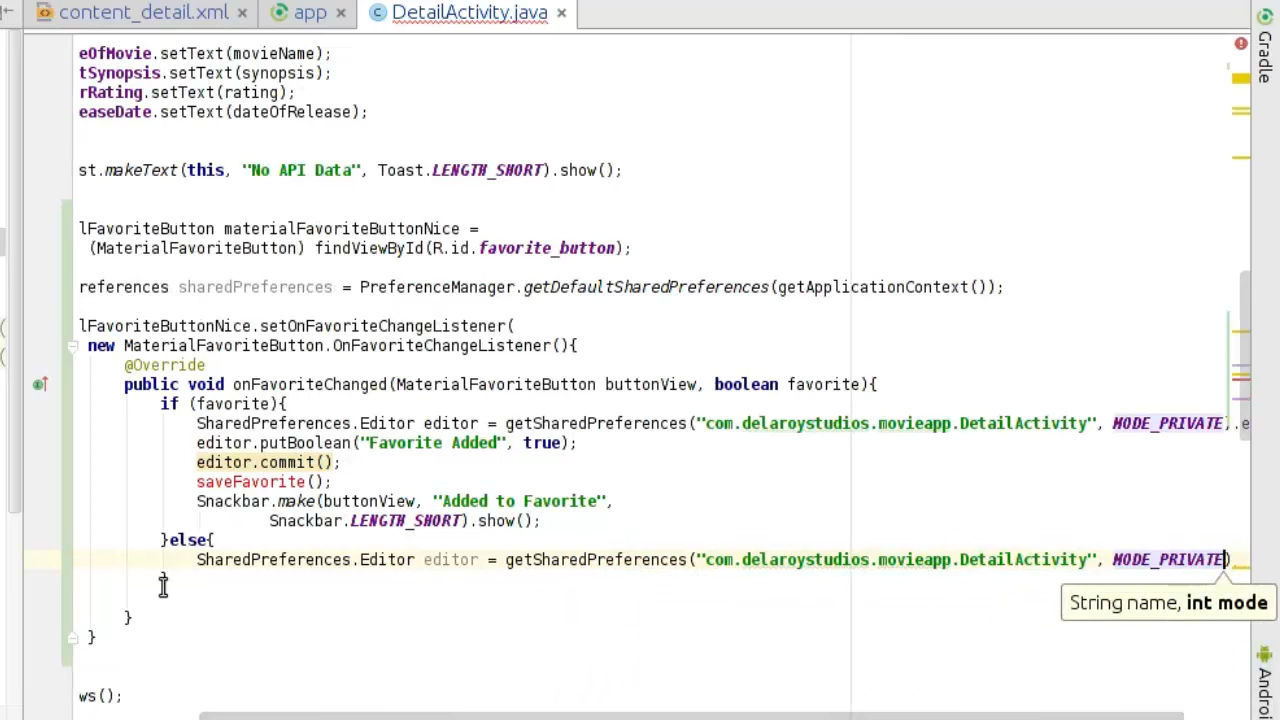 content_detail.xml
app
DetailActivity.java
Gradle
eOfMovie.setText(movieName);
tSynopsis.setText(synopsis);
rRating.setText(rating);
easeDate.setText(dateOfRelease);
st.makeText(this, "No API Data", Toast.LENGTH_SHORT).show();
lFavoriteButton materialFavoriteButtonNice =
(MaterialFavoriteButton) findViewById(R.id.favorite_button);
references sharedPreferences = PreferenceManager.getDefaultSharedPreferences(getApplicationContext());
lFavoriteButtonNice.setOnFavoriteChangeListener(
new MaterialFavoriteButton.OnFavoriteChangeListener(){
@Override
public void onFavoriteChanged(MaterialFavoriteButton buttonView, boolean favorite){
if (favorite){
SharedPreferences.Editor editor = getSharedPreferences("com.delaroystudios.movieapp.DetailActivity", MODE_PRIVATE).e
editor.putBoolean("Favorite Added", true);
editor.commit();
saveFavorite();
Snackbar.make(buttonView, "Added to Favorite",
Snackbar.LENGTH_SHORT).show();
}else{
SharedPreferences.Editor editor = getSharedPreferences("com.delaroystudios.movieapp.DetailActivity", MODE_PRIVATE)
}
String name, int mode
}
}
ws();
Androi